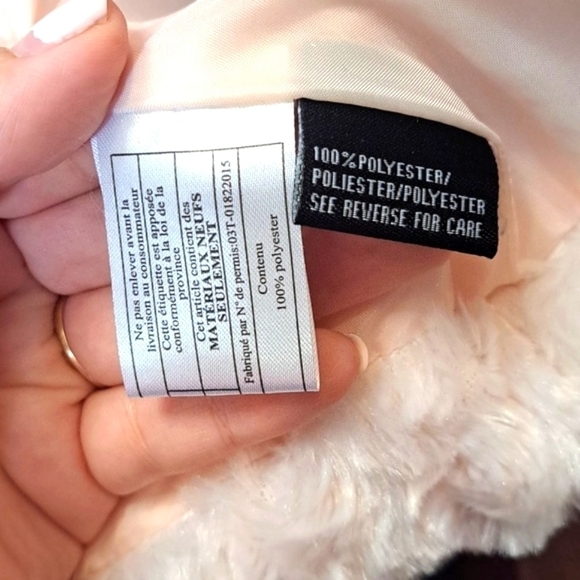 Ne pas enlever avant la
livraison au consommateur
Cette étiquette est apposée
conformément à la loi de la
province
Cet article contient des
MATÉRIAUX NEUFS
SEULEMENT
Fabriqué par N° de permis:03T-01822015
Contenu
100% polyester
100%POLYESTER/
POLIESTER/POLYESTER
SEE REVERSE FOR CARE